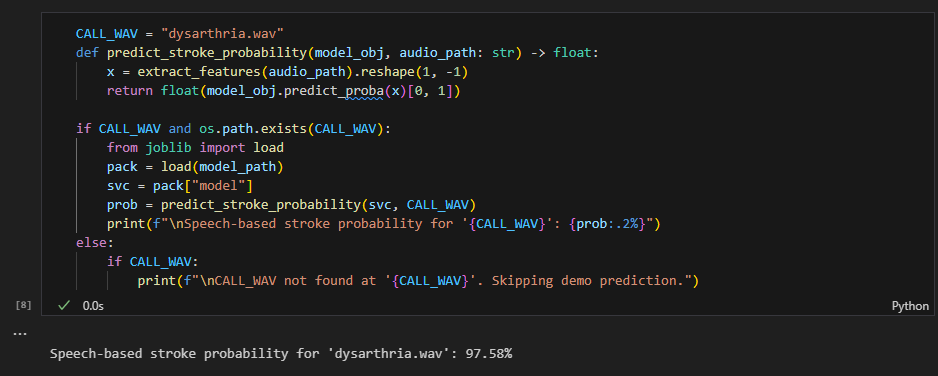 CALL_WAV = "dysarthria.wav"
def predict_stroke_probability(model_obj, audio_path: str) -> float:
    x = extract_features(audio_path).reshape(1, -1)
    return float(model_obj.predict_proba(x)[0, 1])

if CALL_WAV and os.path.exists(CALL_WAV):
    from joblib import load
    pack = load(model_path)
    svc = pack["model"]
    prob = predict_stroke_probability(svc, CALL_WAV)
    print(f"\nSpeech-based stroke probability for '{CALL_WAV}': {prob:.2%}")
else:
    if CALL_WAV:
        print(f"\nCALL_WAV not found at '{CALL_WAV}'. Skipping demo prediction.")
[8] ✓ 0.0s Python
...
Speech-based stroke probability for 'dysarthria.wav': 97.58%